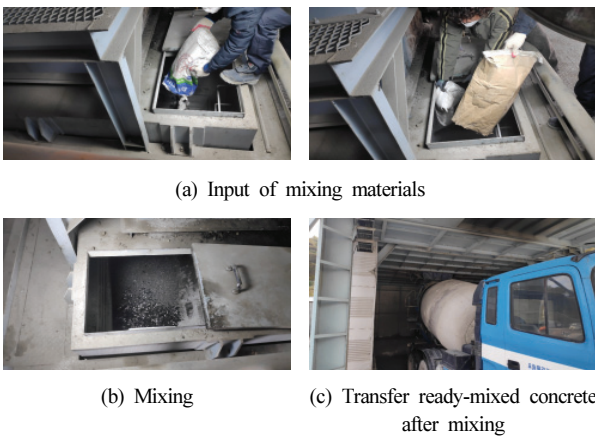 (a) Input of mixing materials
(b) Mixing
(c) Transfer ready-mixed concrete
after mixing